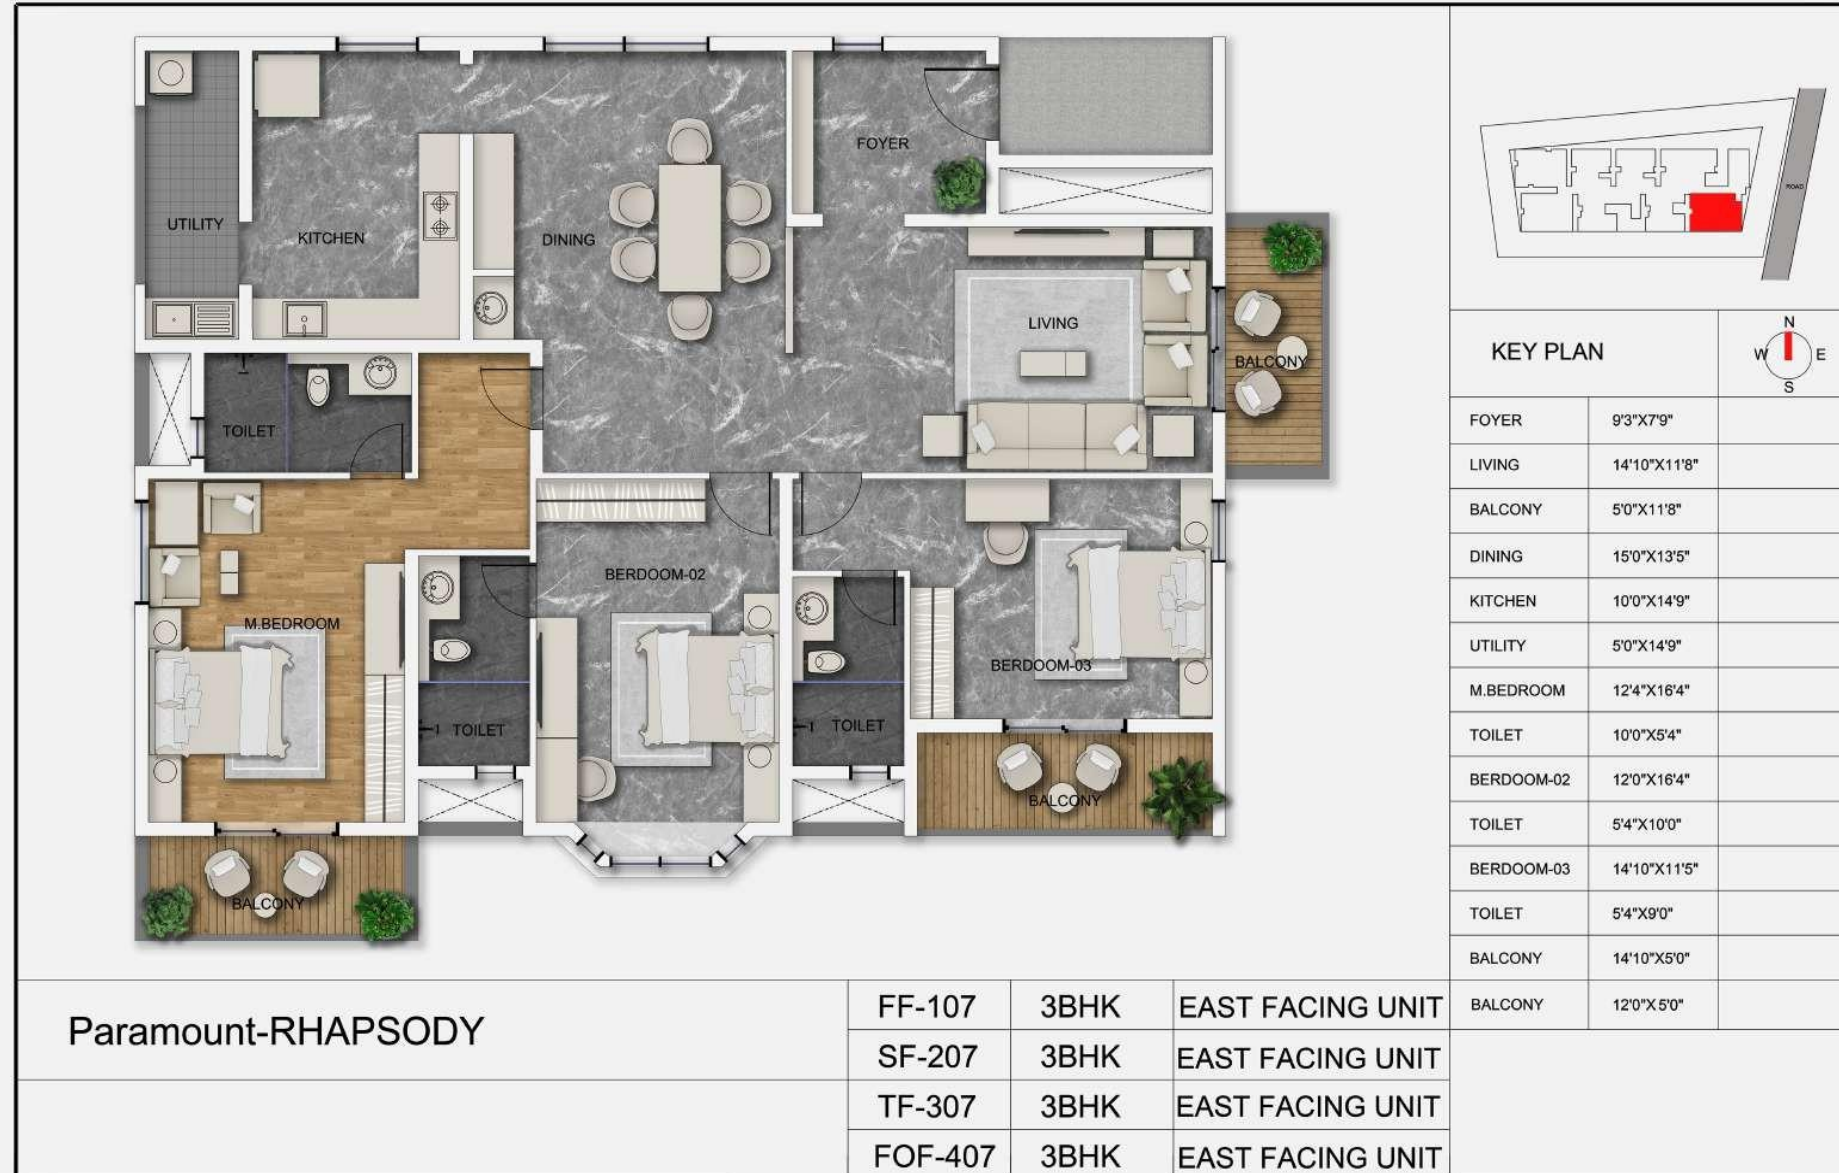 FOYER
UTILITY
KITCHEN
DINING
LIVING
BALCONY
TOILET
M.BEDROOM
BERDOOM-02
BERDOOM-03
TOILET
TOILET
BALCONY
BALCONY
ROAD
KEY PLAN
N
W E
S
FOYER 9'3"X7'9"
LIVING 14'10"X11'8"
BALCONY 5'0"X11'8"
DINING 15'0"X13'5"
KITCHEN 10'0"X14'9"
UTILITY 5'0"X14'9"
M.BEDROOM 12'4"X16'4"
TOILET 10'0"X5'4"
BERDOOM-02 12'0"X16'4"
TOILET 5'4"X10'0"
BERDOOM-03 14'10"X11'5"
TOILET 5'4"X9'0"
BALCONY 14'10"X5'0"
BALCONY 12'0"X5'0"
Paramount-RHAPSODY
FF-107 3BHK EAST FACING UNIT
SF-207 3BHK EAST FACING UNIT
TF-307 3BHK EAST FACING UNIT
FOF-407 3BHK EAST FACING UNIT